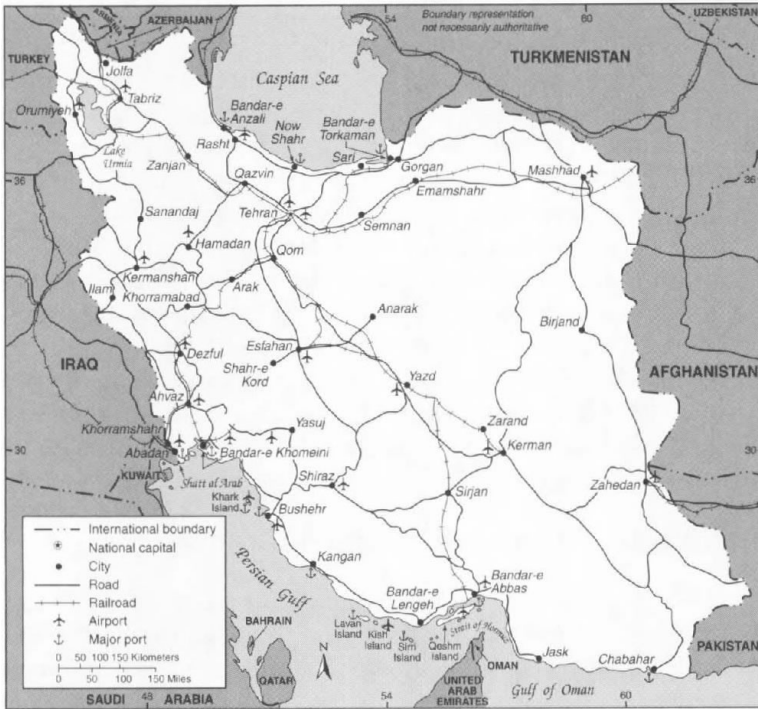 ARMENIA
AZERBAIJAN
54
Boundary representation
not necessarily authoritative
60
UZBEKISTAN
TURKEY
Jolfa
Caspian Sea
TURKMENISTAN
Orumiyeh
Tabriz
Bandar-e
Anzali
Now
Shahr
Bandar-e
Torkaman
Lake
Urmia
Rasht
Zanjan
Sari
Gorgan
Mashhad
36
Qazvin
Emamshahr
36
Sanandaj
Tehran
Semnan
Hamadan
Qom
Kermanshah
Ilam
Khorramabad
Arak
Anarak
Birjand
IRAQ
Dezful
Esfahan
Shahr-e
Kord
Yazd
AFGHANISTAN
Ahvaz
Khorramshahr
Yasuj
Zarand
30
Abadan
Bandar-e Khomeini
Kerman
30
KUWAIT
Shatt al Arab
Shiraz
Sirjan
Zahedan
Khark
Island
Bushehr
International boundary
National capital
City
Road
Railroad
Airport
Major port
0 50 100 150 Kilometers
0 50 100 150 Miles
Persian Gulf
Kangan
Bandar-e
Lengeh
Bandar-e
Abbas
Lavan
Island
Kish
Island
Sirri
Island
Qeshm
Island
Strait of Hormuz
BAHRAIN
N
Jask
Chabahar
PAKISTAN
OMAN
QATAR
SAUDI 48 ARABIA
54
UNITED
ARAB
EMIRATES
Gulf of Oman
60